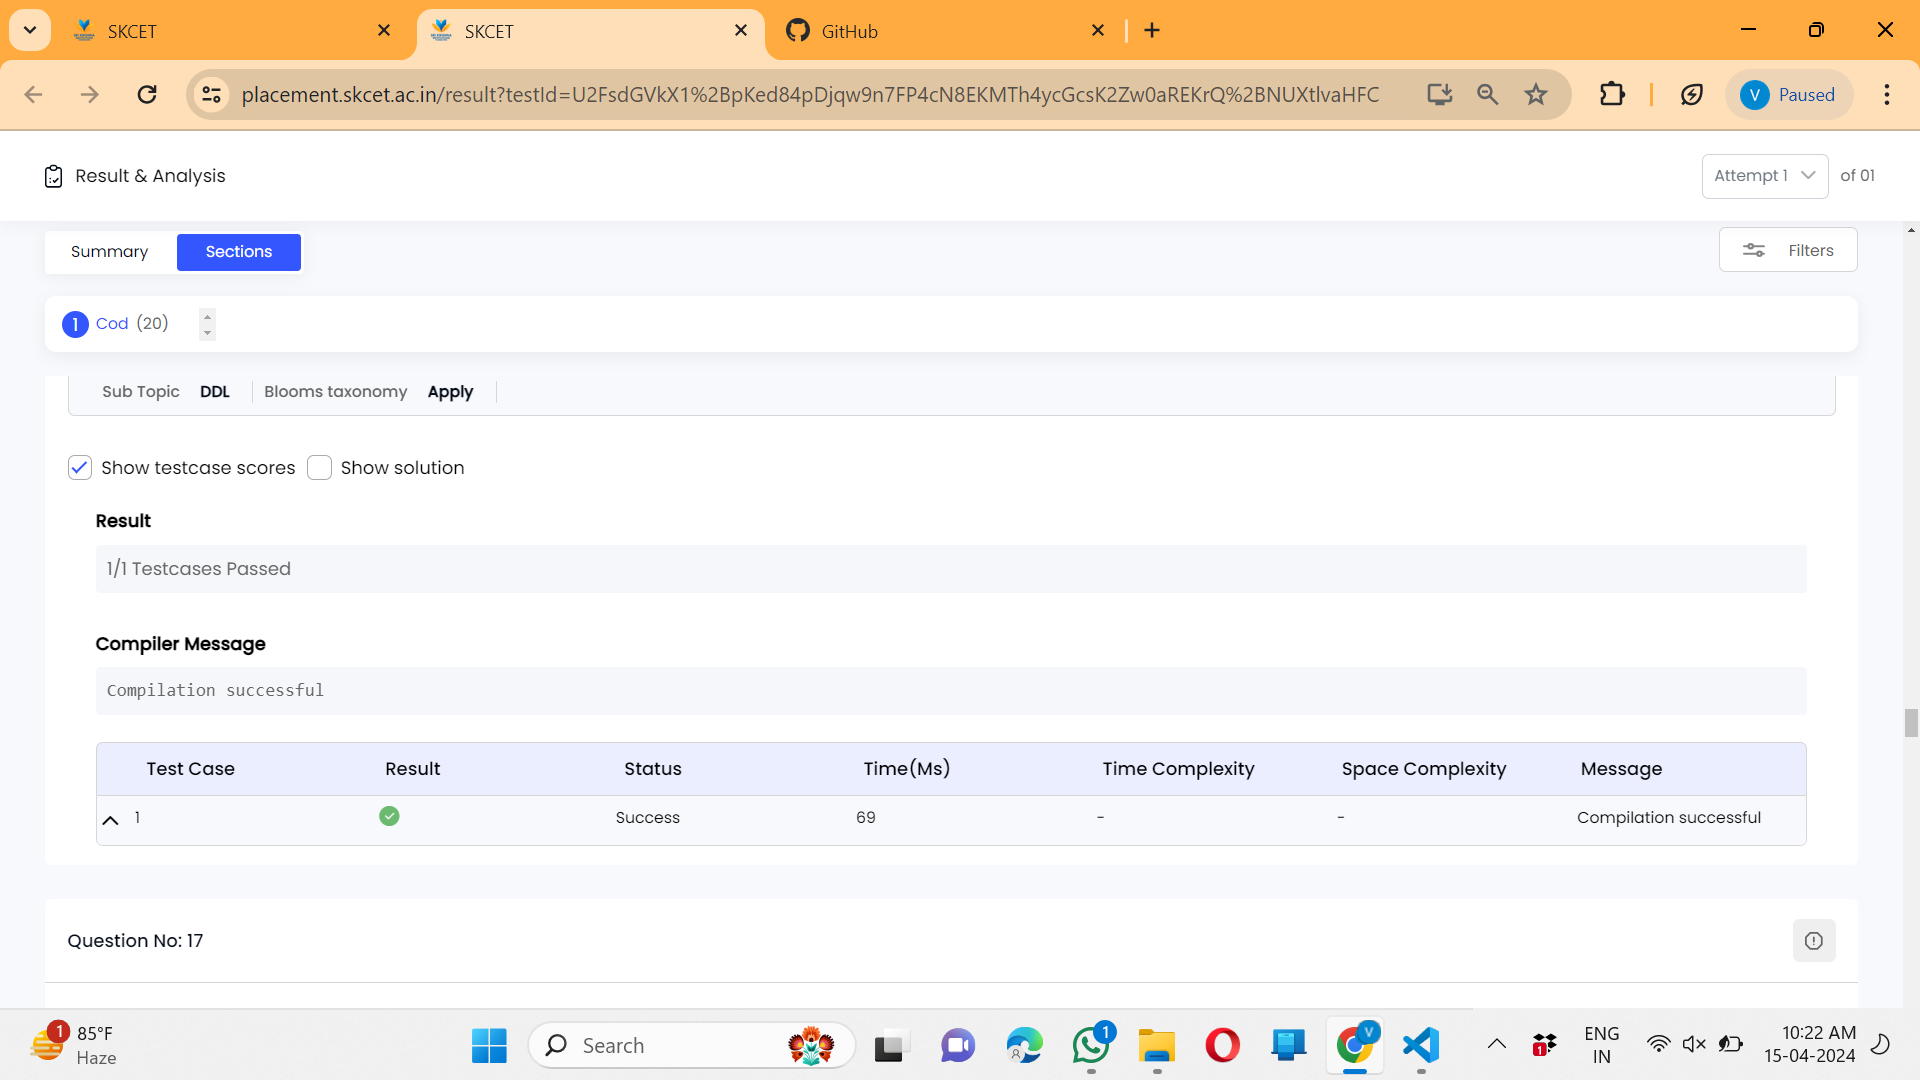 SKCET
SKCET
GitHub
placement.skcet.ac.in/result?testId=U2FsdGVkX1%2BpKed84pDjqw9n7FP4cN8EKMTh4ycGcsK2Zw0aREKrQ%2BNUXtlvaHFC
V Paused
Result & Analysis
Attempt 1 of 01
Summary Sections Filters
1 Cod (20)
Sub Topic DDL Blooms taxonomy Apply
Show testcase scores Show solution
Result
1/1 Testcases Passed
Compiler Message
Compilation successful
Test Case Result Status Time(Ms) Time Complexity Space Complexity Message
1 Success 69 - - Compilation successful
Question No: 17
1 85°F
Haze
Search
1
V
1
ENG
IN
10:22 AM
15-04-2024